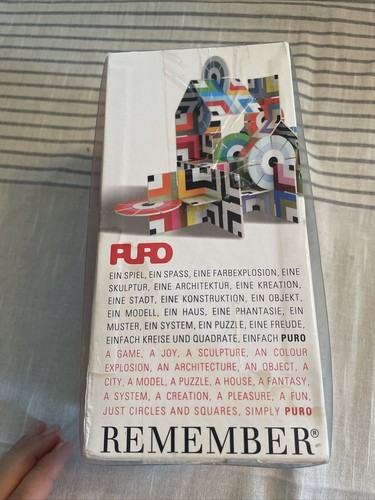 PURO
EIN SPIEL, EIN SPASS, EINE FARBEXPLOSION, EINE
SKULPTUR, EINE ARCHITEKTUR, EINE KREATION,
EINE STADT, EINE KONSTRUKTION, EIN OBJEKT,
EIN MODELL, EIN HAUS, EINE PHANTASIE, EIN
MUSTER, EIN SYSTEM, EIN PUZZLE, EINE FREUDE,
EINFACH KREISE UND QUADRATE, EINFACH PURO
A GAME, A JOY, A SCULPTURE, AN COLOUR
EXPLOSION, AN ARCHITECTURE, AN OBJECT, A
CITY, A MODEL, A PUZZLE, A HOUSE, A FANTASY,
A SYSTEM, A CREATION, A PLEASURE, A FUN,
JUST CIRCLES AND SQUARES, SIMPLY PURO
REMEMBER®